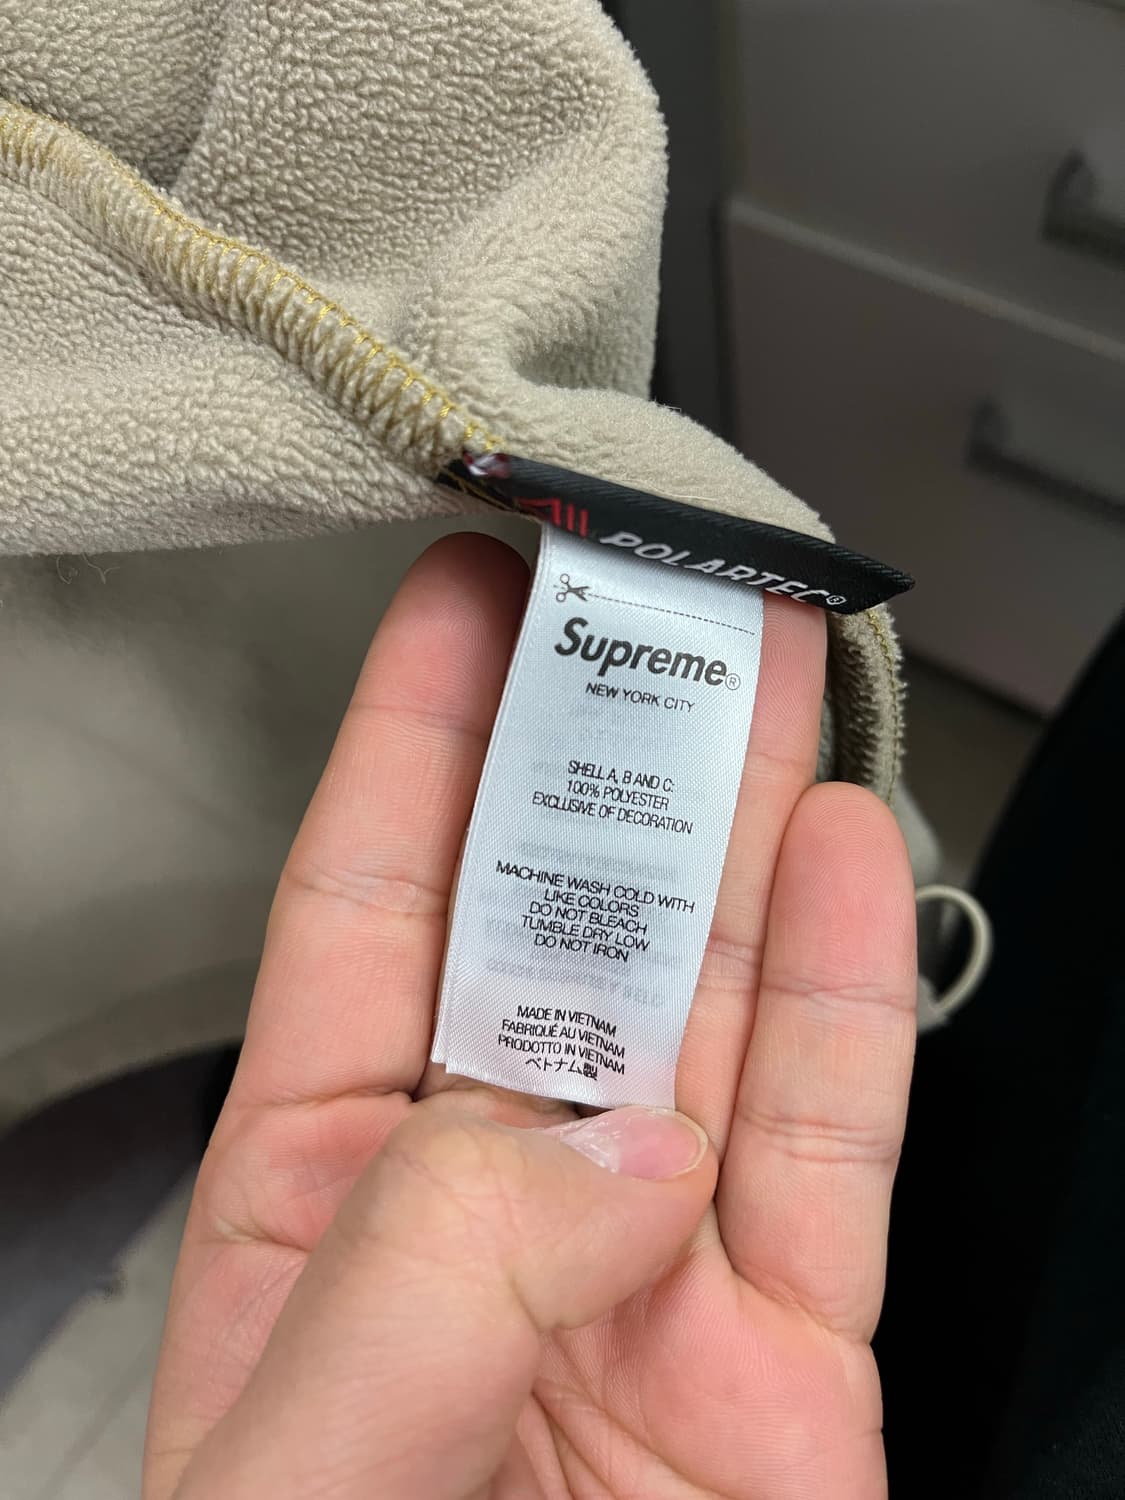 POLARTEC®
Supreme®
NEW YORK CITY
SHELL A, B AND C:
100% POLYESTER
EXCLUSIVE OF DECORATION
MACHINE WASH COLD WITH
LIKE COLORS
DO NOT BLEACH
TUMBLE DRY LOW
DO NOT IRON
MADE IN VIETNAM
FABRIQUÉ AU VIETNAM
PRODOTTO IN VIETNAM
ベトナム製